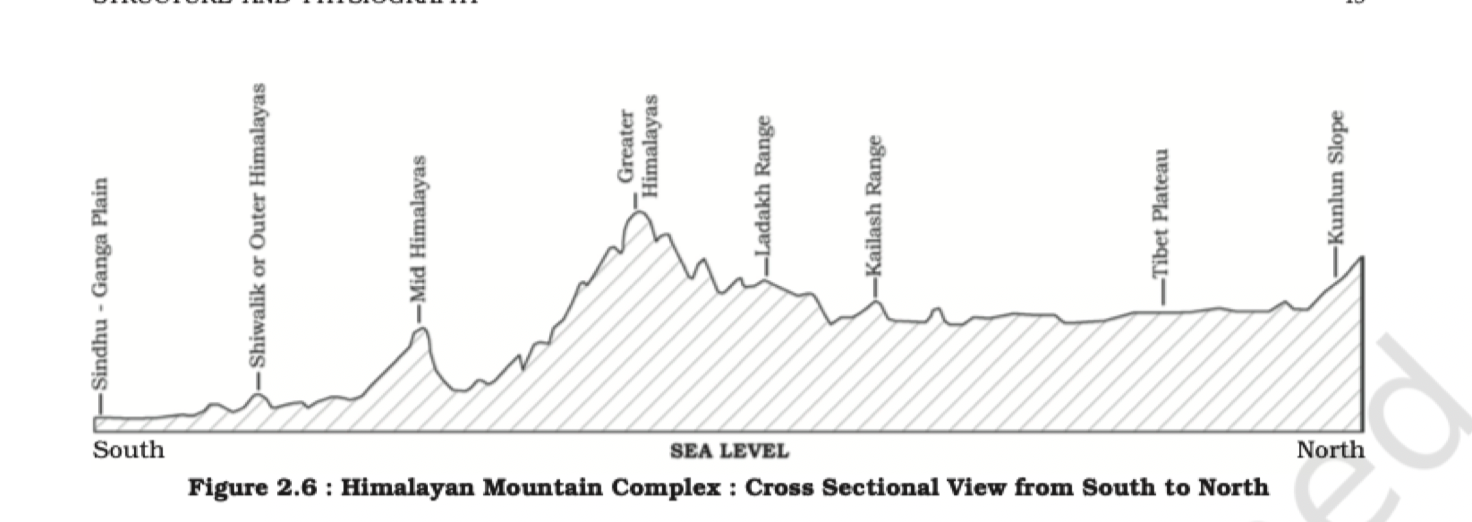 STRUCTURE AND PHYSIOGRAPHY
Sindhu - Ganga Plain
Shiwalik or Outer Himalayas
Mid Himalayas
Greater
Himalayas
Ladakh Range
Kailash Range
Tibet Plateau
Kunlun Slope
South
SEA LEVEL
North
Figure 2.6 : Himalayan Mountain Complex : Cross Sectional View from South to North
ed